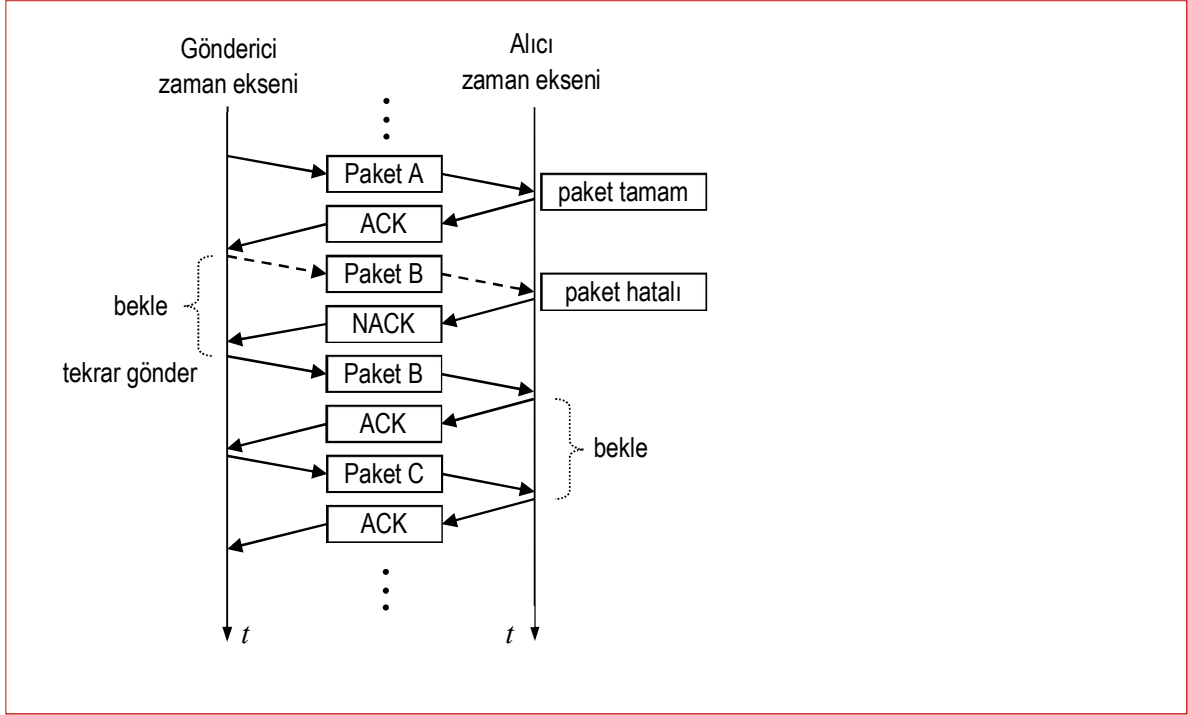 Gönderici
zaman ekseni
Alıcı
zaman ekseni
Paket A
paket tamam
ACK
Paket B
paket hatalı
bekle
NACK
tekrar gönder
Paket B
ACK
bekle
Paket C
ACK
t
t